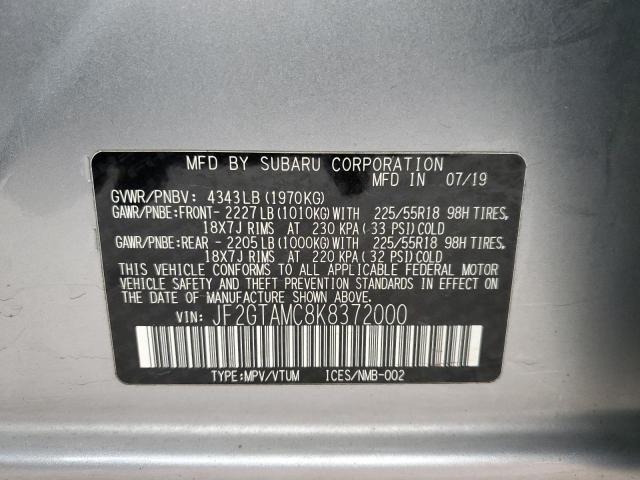 MFD BY SUBARU CORPORATION
MFD IN 07/19
GVWR/PNBV: 4343LB(1970KG)
GAWR/PNBE:FRONT- 2227LB(1010KG)WITH 225/55R18 98H TIRES,
18X7J RIMS AT 230 KPA(33 PSI)COLD
GAWR/PNBE:REAR - 2205LB(1000KG)WITH 225/55R18 98H TIRES,
18X7J RIMS AT 220 KPA(32 PSI)COLD
THIS VEHICLE CONFORMS TO ALL APPLICABLE FEDERAL MOTOR
VEHICLE SAFETY AND THEFT PREVENTION STANDARDS IN EFFECT
ON THE DATE OF MANUFACTURE SHOWN ABOVE.
VIN: JF2GTAMC8K8372000
TYPE:MPV/VTUM ICES/NMB-002